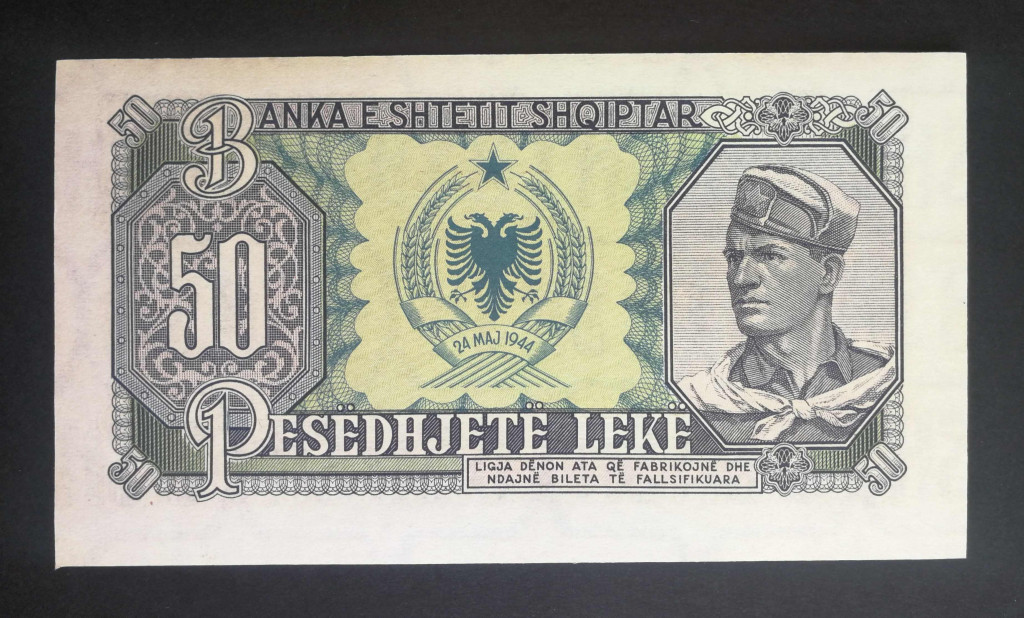 50
BANKA E SHTETIT SHQIPTAR
50
50
24 MAJ 1944
PESËDHJETË LEKË
50
LIGJA DËNON ATA QË FABRIKOJNË DHE
NDAJNË BILETA TË FALLSIFIKUARA
50